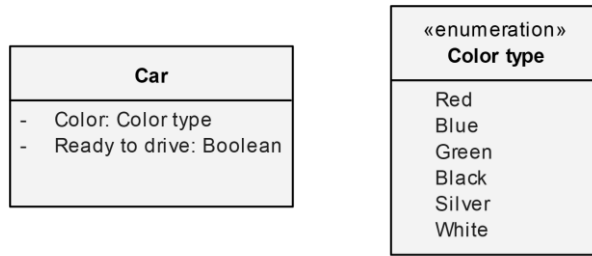 Car
- Color: Color type
- Ready to drive: Boolean
«enumeration»
Color type
Red
Blue
Green
Black
Silver
White